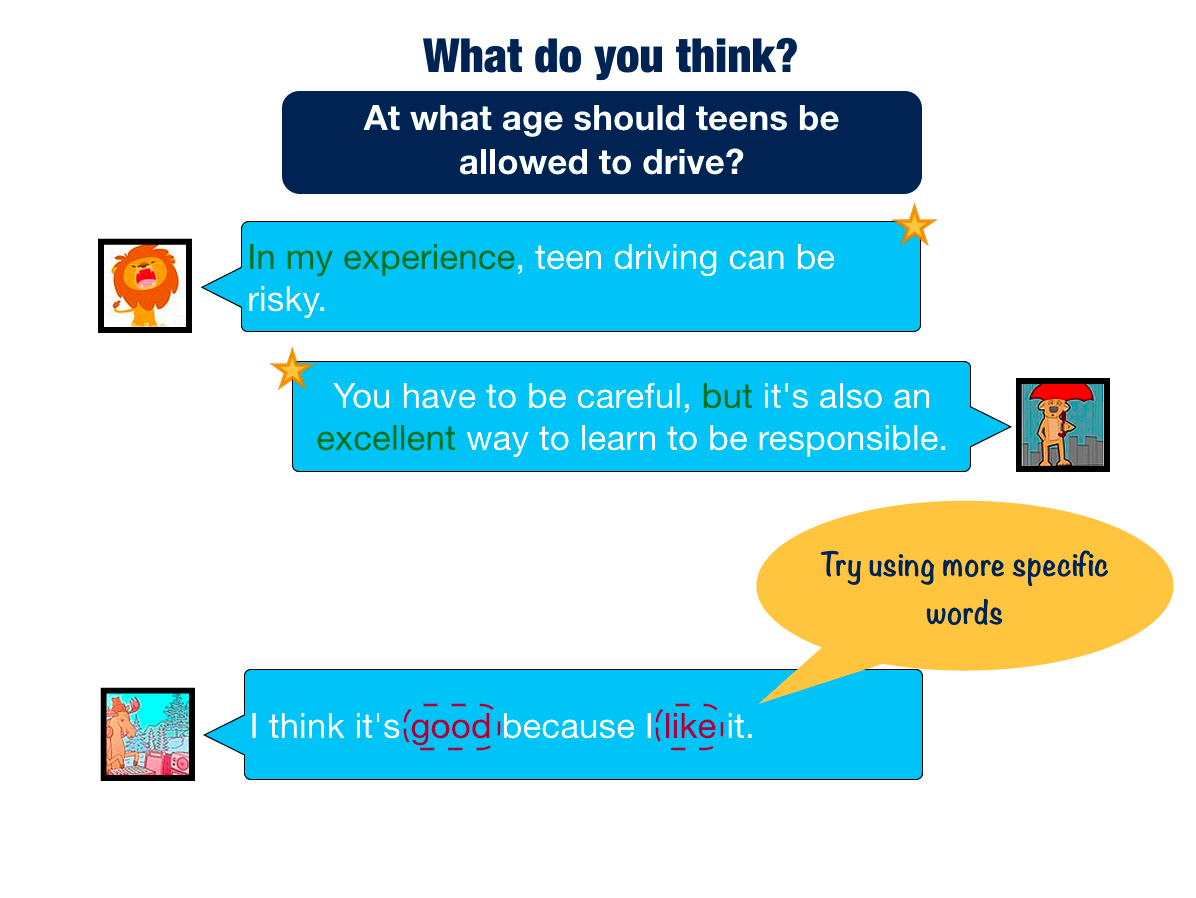 What do you think?
At what age should teens be
allowed to drive?
In my experience, teen driving can be
risky.
You have to be careful, but it's also an
excellent way to learn to be responsible.
Try using more specific
words
I think it's good because I like it.